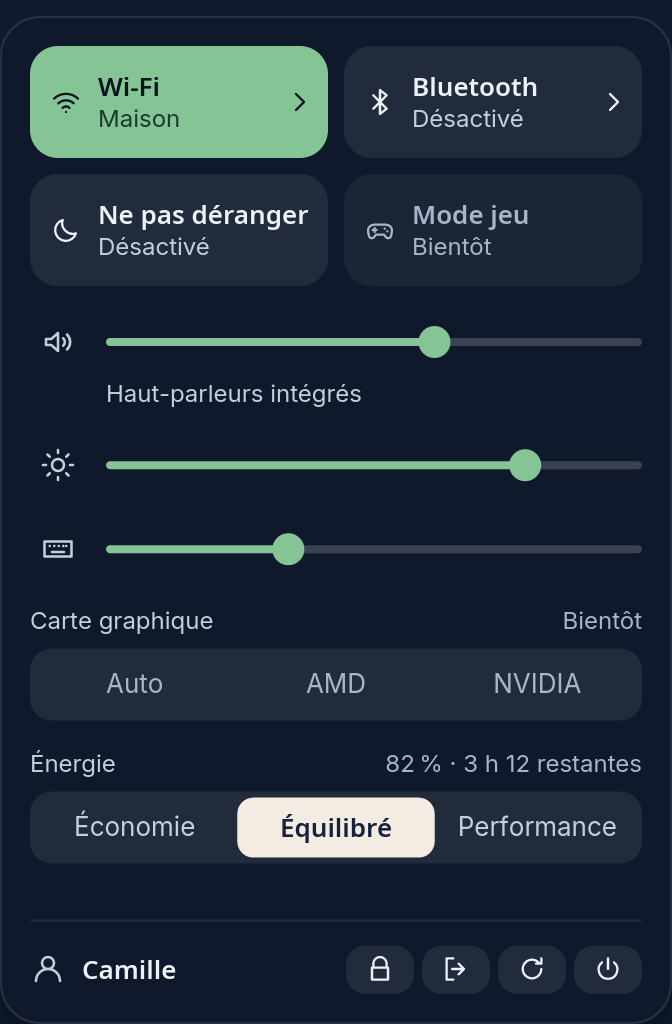 Wi-Fi
Maison
Bluetooth
Désactivé
Ne pas déranger
Désactivé
Mode jeu
Bientôt
Haut-parleurs intégrés
Carte graphique
Bientôt
Auto
AMD
NVIDIA
Énergie
82 % · 3 h 12 restantes
Économie
Équilibré
Performance
Camille